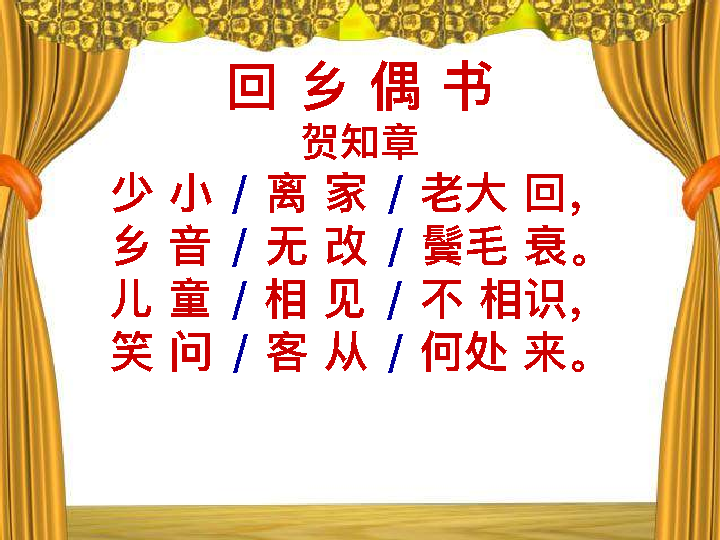 回乡偶书
贺知章
少小/离家/老大回,
乡音/无改/鬓毛衰。
儿童/相见/不相识,
笑问/客从/何处来。